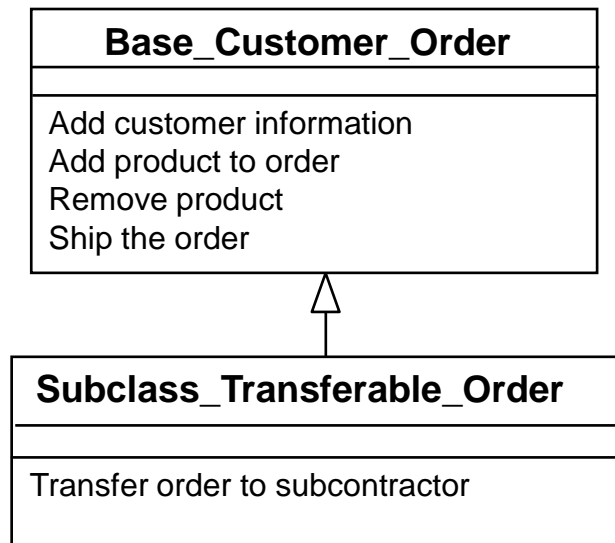 Base_Customer_Order
Add customer information
Add product to order
Remove product
Ship the order
Subclass_Transferable_Order
Transfer order to subcontractor